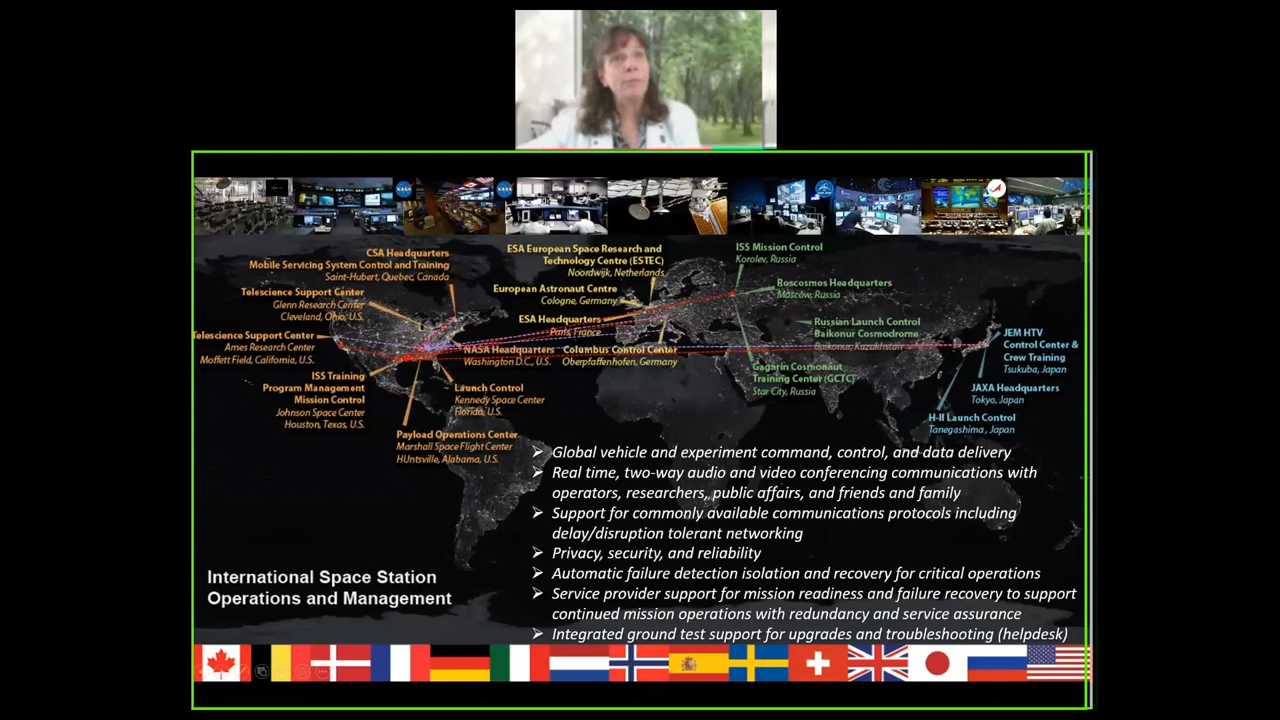 CSA Headquarters
Mobile Servicing System Control and Training
Saint-Hubert, Quebec, Canada
Telescience Support Center
Glenn Research Center
Cleveland, Ohio, U.S.
Telescience Support Center
Ames Research Center
Moffett Field, California, U.S.
ISS Training
Program Management
Mission Control
Johnson Space Center
Houston, Texas, U.S.
Payload Operations Center
Marshall Space Flight Center
HUntsville, Alabama, U.S.
Launch Control
Kennedy Space Center
Florida, U.S.
NASA Headquarters
Washington D.C., U.S.
ESA European Space Research and
Technology Centre (ESTEC)
Noordwijk, Netherlands
European Astronaut Centre
Cologne, Germany
ESA Headquarters
Paris, France
Columbus Control Center
Oberpfaffenhofen, Germany
ISS Mission Control
Korolev, Russia
Roscosmos Headquarters
Moscow, Russia
Russian Launch Control
Baikonur Cosmodrome
Baikonur, Kazakhstan
Gagarin Cosmonaut
Training Center (GCTC)
Star City, Russia
JEM HTV
Control Center &
Crew Training
Tsukuba, Japan
JAXA Headquarters
Tokyo, Japan
H-II Launch Control
Tanegashima, Japan
➢ Global vehicle and experiment command, control, and data delivery
➢ Real time, two-way audio and video conferencing communications with
operators, researchers, public affairs, and friends and family
➢ Support for commonly available communications protocols including
delay/disruption tolerant networking
➢ Privacy, security, and reliability
➢ Automatic failure detection isolation and recovery for critical operations
➢ Service provider support for mission readiness and failure recovery to support
continued mission operations with redundancy and service assurance
➢ Integrated ground test support for upgrades and troubleshooting (helpdesk)
International Space Station
Operations and Management